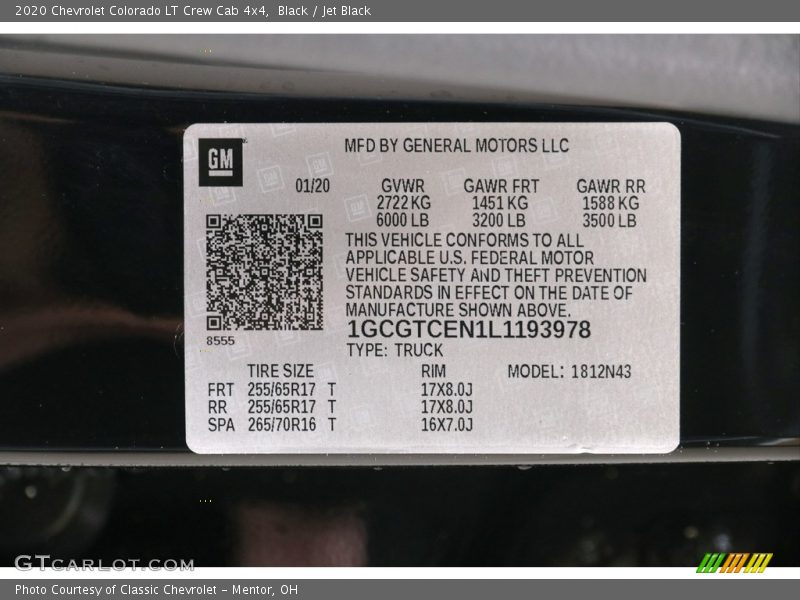 2020 Chevrolet Colorado LT Crew Cab 4x4, Black / Jet Black
GM
MFD BY GENERAL MOTORS LLC
01/20 GVWR GAWR FRT GAWR RR
2722 KG 1451 KG 1588 KG
6000 LB 3200 LB 3500 LB
THIS VEHICLE CONFORMS TO ALL
APPLICABLE U.S. FEDERAL MOTOR
VEHICLE SAFETY AND THEFT PREVENTION
STANDARDS IN EFFECT ON THE DATE OF
MANUFACTURE SHOWN ABOVE.
1GCGTCEN1L1193978
8555
TYPE: TRUCK
TIRE SIZE RIM MODEL: 1812N43
FRT 255/65R17 T 17X8.0J
RR 255/65R17 T 17X8.0J
SPA 265/70R16 T 16X7.0J
GTCARLOT.COM
Photo Courtesy of Classic Chevrolet - Mentor, OH